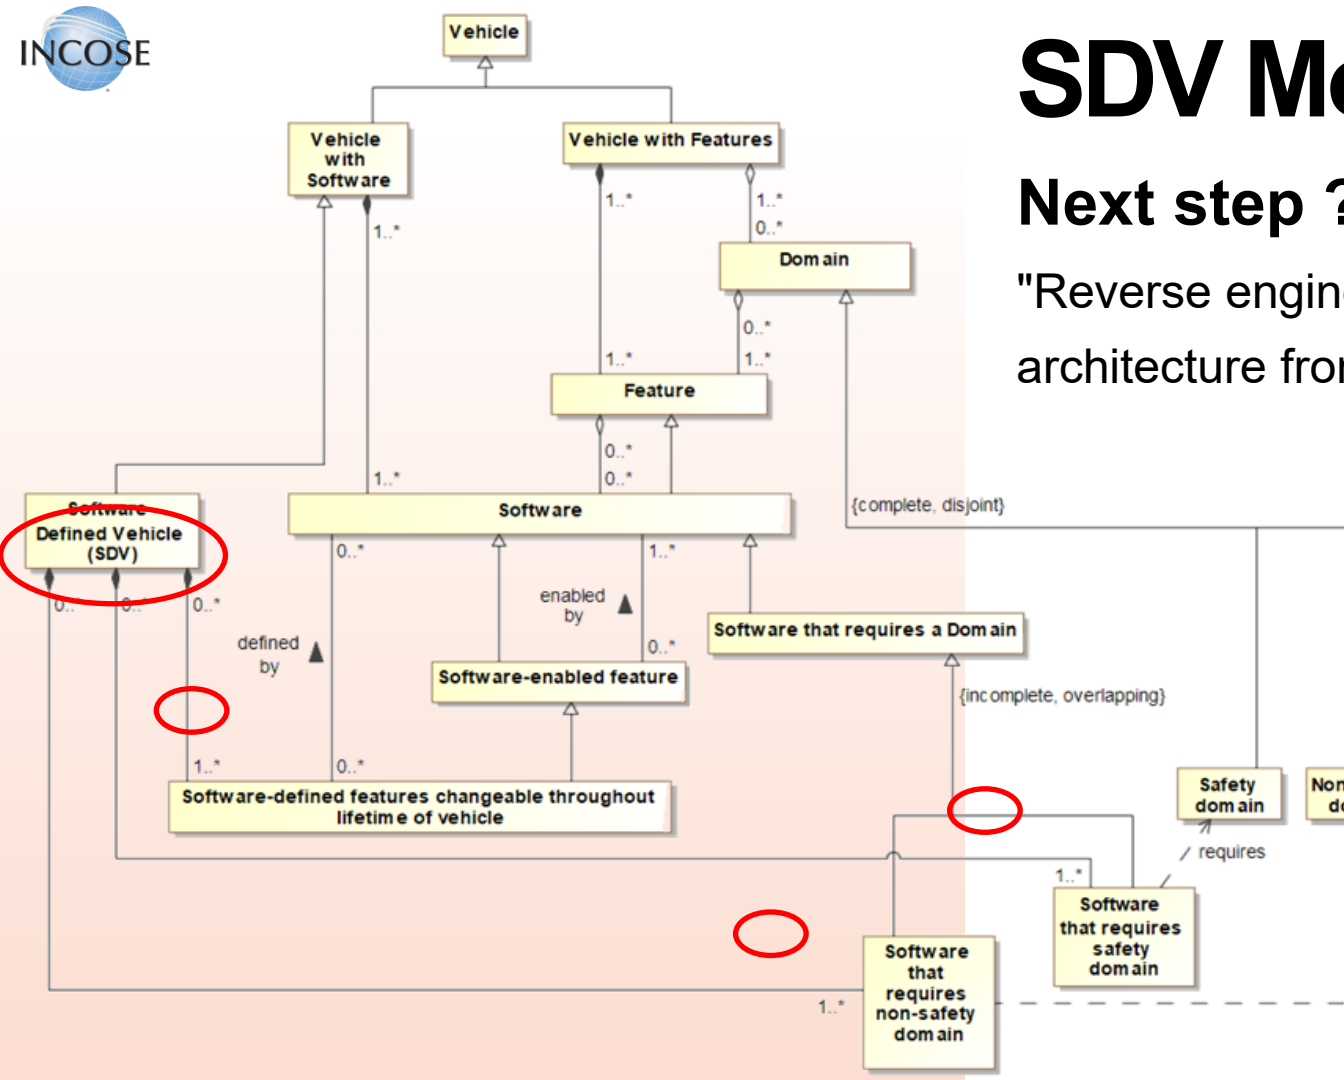 INCOSE
SDV M
Next step ?
"Reverse engin
architecture fro
Vehicle
Vehicle
with
Software
Vehicle with Features
1..*
1..*
1..*
0..*
Domain
0..*
1..*
1..*
Feature
0..*
0..*
1..*
Software
{complete, disjoint}
Software
Defined Vehicle
(SDV)
0..*
0..*
0..*
0..*
1..*
enabled
by
defined
by
0..*
Software that requires a Domain
Software-enabled feature
{incomplete, overlapping}
1..*
0..*
Software-defined features changeable throughout
lifetime of vehicle
Safety
domain
Non
d
requires
1..*
Software
that requires
safety
domain
Software
that
requires
non-safety
domain
1..*